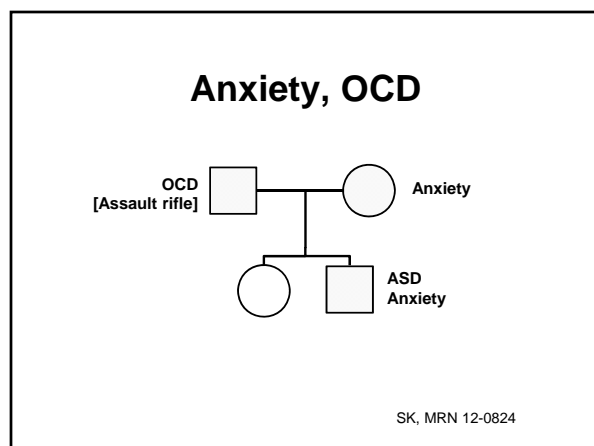 Anxiety, OCD
OCD
[Assault rifle]
Anxiety
ASD
Anxiety
SK, MRN 12-0824